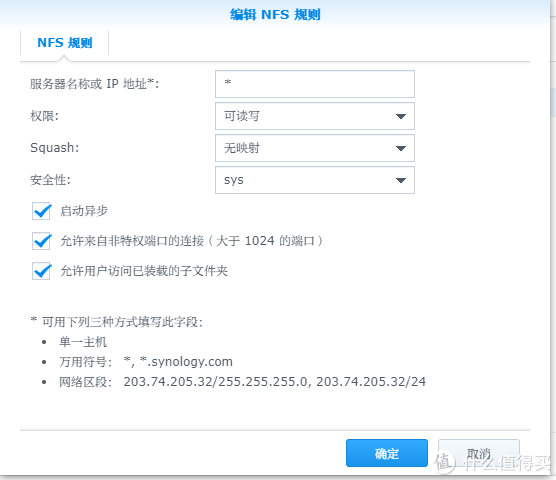 编辑 NFS 规则
NFS 规则
服务器名称或 IP 地址*:
*
权限:
可读写
Squash:
无映射
安全性:
sys
启动异步
允许来自非特权端口的连接（大于 1024 的端口）
允许用户访问已装载的子文件夹
* 可用下列三种方式填写此字段:
• 单一主机
• 万用符号: *, *.synology.com
• 网络区段: 203.74.205.32/255.255.255.0, 203.74.205.32/24
确定
取消
值 什么值得买